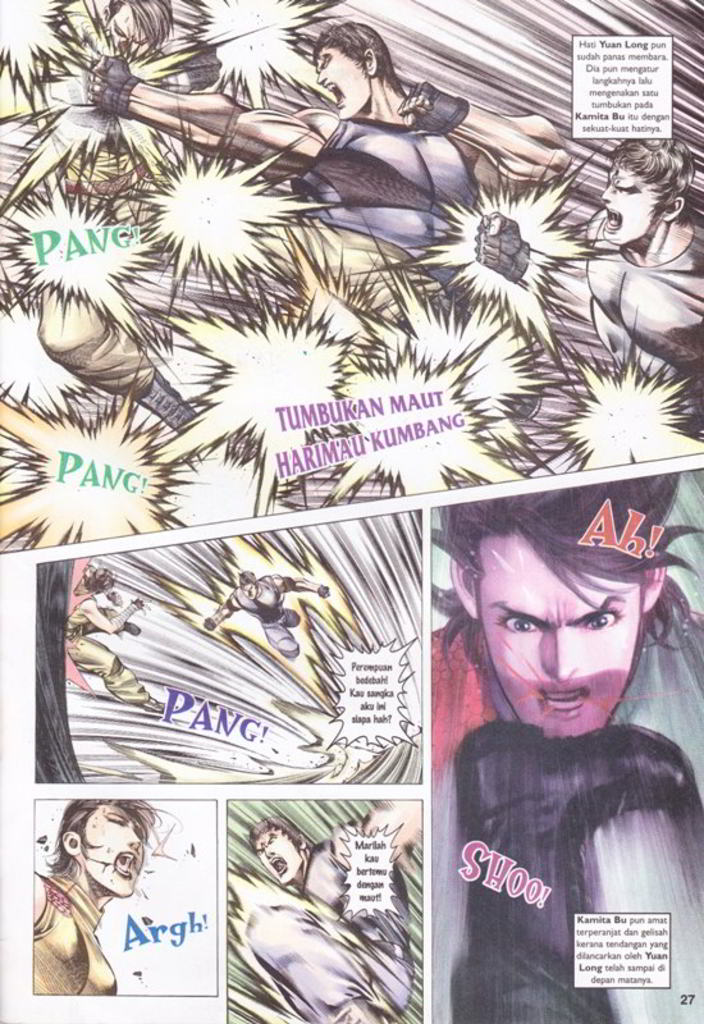 Hati Yuan Long pun
sudah panas membara.
Dia pun mengatur
langkahnya lalu
mengenakan satu
tumbukan pada
Kamita Bu itu dengan
sekuat-kuat hatinya.
PANG!
TUMBUKAN MAUT
HARIMAU KUMBANG
PANG!
Ah!
Perempuan
bedebah!
Kau sangka
aku ini
siapa hah?
PANG!
Argh!
Marilah
kau
bertemu
dengan
maut!
SHOO!
Kamita Bu pun amat
terperanjat dan gelisah
kerana tendangan yang
dilancarkan oleh Yuan
Long telah sampai di
depan matanya.
27